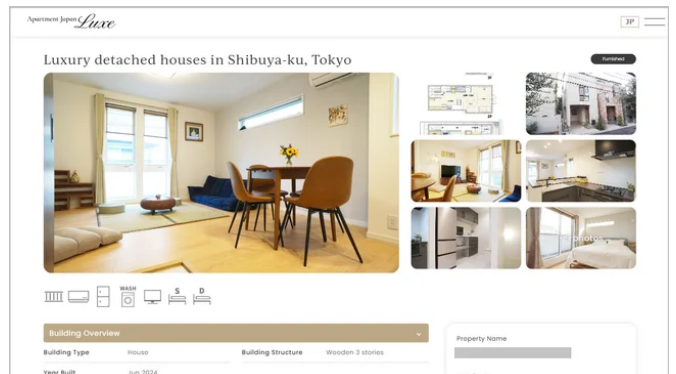 Apartment Japan Luxe
JP
Luxury detached houses in Shibuya-ku, Tokyo
Furnished
photos
WASH
S
D
Building Overview
Building Type
House
Building Structure
Wooden 3 stories
Property Name
Year Built
Jun 2024